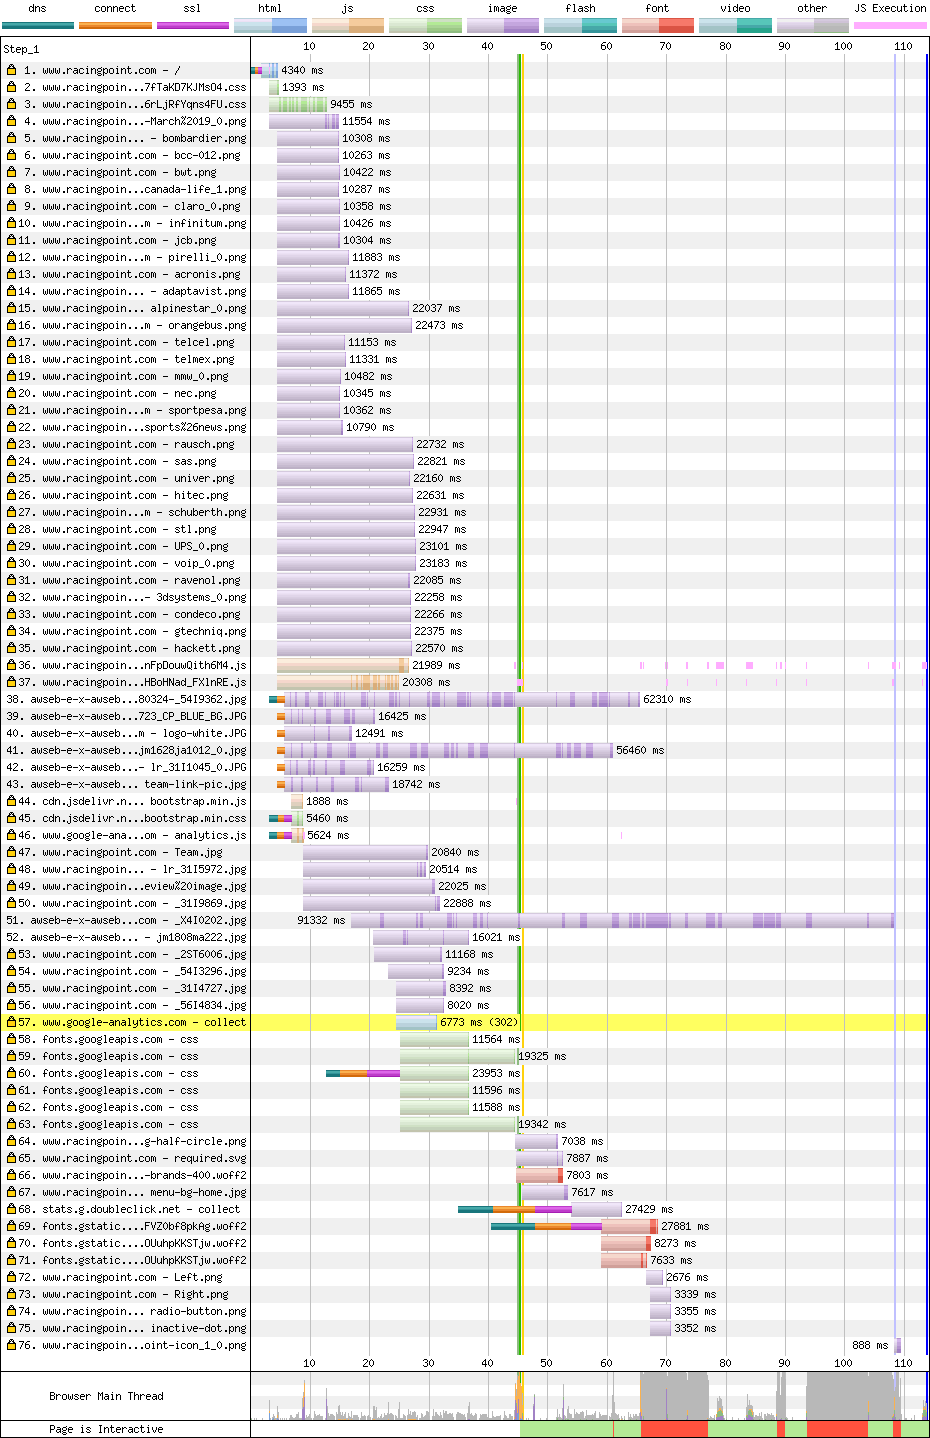 dns connect ssl html js css image flash font video other JS Execution
Step_1 10 20 30 40 50 60 70 80 90 100 110
1. www.racingpoint.com - / 4340 ms
2. www.racingpoin...7fTaKD7KJMsO4.css 1393 ms
3. www.racingpoin...6rLjRfYqns4FU.css 9455 ms
4. www.racingpoin...-March%2019_0.png 11554 ms
5. www.racingpoin... - bombardier.png 10308 ms
6. www.racingpoint.com - bcc-012.png 10263 ms
7. www.racingpoint.com - bwt.png 10422 ms
8. www.racingpoin...canada-life_1.png 10287 ms
9. www.racingpoint.com - claro_0.png 10358 ms
10. www.racingpoin...m - infinitum.png 10426 ms
11. www.racingpoint.com - jcb.png 10304 ms
12. www.racingpoin...m - pirelli_0.png 11883 ms
13. www.racingpoint.com - acronis.png 11372 ms
14. www.racingpoin... - adaptavist.png 11865 ms
15. www.racingpoin... alpinestar_0.png 22037 ms
16. www.racingpoin...m - orangebus.png 22473 ms
17. www.racingpoint.com - telcel.png 11153 ms
18. www.racingpoint.com - telmex.png 11331 ms
19. www.racingpoint.com - mmw_0.png 10482 ms
20. www.racingpoint.com - nec.png 10345 ms
21. www.racingpoin...m - sportpesa.png 10362 ms
22. www.racingpoin...sports%26news.png 10790 ms
23. www.racingpoint.com - rausch.png 22732 ms
24. www.racingpoint.com - sas.png 22821 ms
25. www.racingpoint.com - univer.png 22160 ms
26. www.racingpoint.com - hitec.png 22631 ms
27. www.racingpoin...m - schuberth.png 22931 ms
28. www.racingpoint.com - stl.png 22947 ms
29. www.racingpoint.com - UPS_0.png 23101 ms
30. www.racingpoint.com - voip_0.png 23183 ms
31. www.racingpoint.com - ravenol.png 22085 ms
32. www.racingpoin...- 3dsystems_0.png 22258 ms
33. www.racingpoint.com - condeco.png 22266 ms
34. www.racingpoint.com - gtechniq.png 22375 ms
35. www.racingpoint.com - hackett.png 22570 ms
36. www.racingpoin...nFpDouwQith6M4.js 21989 ms
37. www.racingpoin...HBoHNad_FXlnRE.js 20308 ms
38. awseb-e-x-awseb...80324-_54I9362.jpg 62310 ms
39. awseb-e-x-awseb...723_CP_BLUE_BG.JPG 16425 ms
40. awseb-e-x-awseb...m - logo-white.JPG 12491 ms
41. awseb-e-x-awseb...jm1628ja1012_0.jpg 56460 ms
42. awseb-e-x-awseb...- lr_31I1045_0.JPG 16259 ms
43. awseb-e-x-awseb... team-link-pic.jpg 18742 ms
44. cdn.jsdelivr.n... bootstrap.min.js 1888 ms
45. cdn.jsdelivr.n...bootstrap.min.css 5460 ms
46. www.google-ana...om - analytics.js 5624 ms
47. www.racingpoint.com - Team.jpg 20840 ms
48. www.racingpoin... - lr_31I5972.jpg 20514 ms
49. www.racingpoin...eview%20image.jpg 22025 ms
50. www.racingpoint.com - _31I9869.jpg 22888 ms
51. awseb-e-x-awseb...com - _X4I0202.jpg 91332 ms
52. awseb-e-x-awseb... - jm1808ma222.jpg 16021 ms
53. www.racingpoint.com - _2ST6006.jpg 11168 ms
54. www.racingpoint.com - _54I3296.jpg 9234 ms
55. www.racingpoint.com - _31I4727.jpg 8392 ms
56. www.racingpoint.com - _56I4834.jpg 8020 ms
57. www.google-analytics.com - collect 6773 ms (302)
58. fonts.googleapis.com - css 11564 ms
59. fonts.googleapis.com - css 19325 ms
60. fonts.googleapis.com - css 23953 ms
61. fonts.googleapis.com - css 11596 ms
62. fonts.googleapis.com - css 11588 ms
63. fonts.googleapis.com - css 19342 ms
64. www.racingpoin...g-half-circle.png 7038 ms
65. www.racingpoint.com - required.svg 7887 ms
66. www.racingpoin...-brands-400.woff2 7803 ms
67. www.racingpoin... menu-bg-home.jpg 7617 ms
68. stats.g.doubleclick.net - collect 27429 ms
69. fonts.gstatic....FVZ0bf8pkAg.woff2 27881 ms
70. fonts.gstatic....OUuhpKKSTjw.woff2 8273 ms
71. fonts.gstatic....OUuhpKKSTjw.woff2 7633 ms
72. www.racingpoint.com - Left.png 2676 ms
73. www.racingpoint.com - Right.png 3339 ms
74. www.racingpoin... radio-button.png 3355 ms
75. www.racingpoin... inactive-dot.png 3352 ms
76. www.racingpoin...oint-icon_1_0.png 888 ms
10 20 30 40 50 60 70 80 90 100 110
Browser Main Thread
Page is Interactive